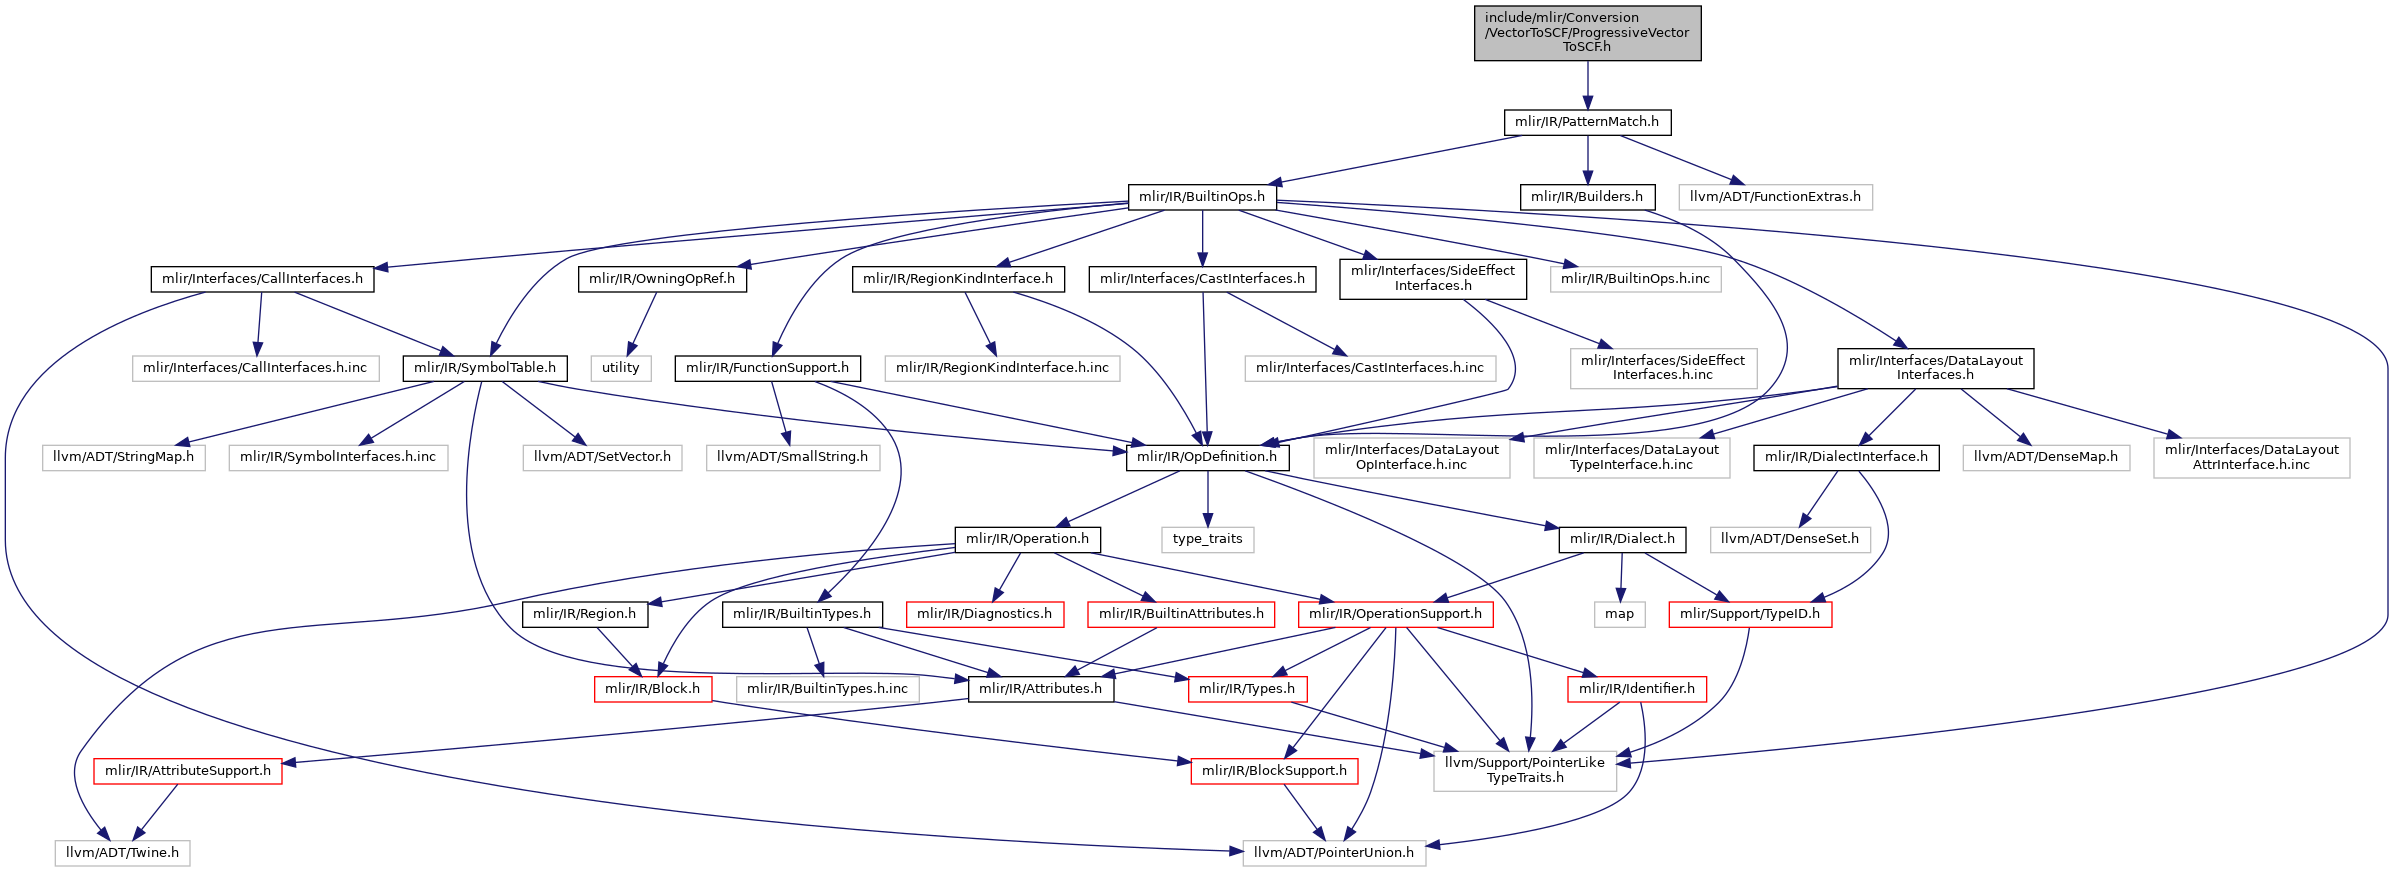 include/mlir/Conversion
/VectorToSCF/ProgressiveVector
ToSCF.h
mlir/IR/PatternMatch.h
mlir/IR/BuiltinOps.h
mlir/IR/Builders.h
llvm/ADT/FunctionExtras.h
mlir/Interfaces/CallInterfaces.h
mlir/IR/OwningOpRef.h
mlir/IR/RegionKindInterface.h
mlir/Interfaces/CastInterfaces.h
mlir/Interfaces/SideEffect
Interfaces.h
mlir/IR/BuiltinOps.h.inc
mlir/Interfaces/CallInterfaces.h.inc
mlir/IR/SymbolTable.h
utility
mlir/IR/FunctionSupport.h
mlir/IR/RegionKindInterface.h.inc
mlir/Interfaces/CastInterfaces.h.inc
mlir/Interfaces/SideEffect
Interfaces.h.inc
mlir/Interfaces/DataLayout
Interfaces.h
llvm/ADT/StringMap.h
mlir/IR/SymbolInterfaces.h.inc
llvm/ADT/SetVector.h
llvm/ADT/SmallString.h
mlir/IR/OpDefinition.h
mlir/Interfaces/DataLayout
OpInterface.h.inc
mlir/Interfaces/DataLayout
TypeInterface.h.inc
mlir/IR/DialectInterface.h
llvm/ADT/DenseMap.h
mlir/Interfaces/DataLayout
AttrInterface.h.inc
mlir/IR/Operation.h
type_traits
mlir/IR/Dialect.h
llvm/ADT/DenseSet.h
mlir/IR/Region.h
mlir/IR/BuiltinTypes.h
mlir/IR/Diagnostics.h
mlir/IR/BuiltinAttributes.h
mlir/IR/OperationSupport.h
map
mlir/Support/TypeID.h
mlir/IR/Block.h
mlir/IR/BuiltinTypes.h.inc
mlir/IR/Attributes.h
mlir/IR/Types.h
mlir/IR/Identifier.h
mlir/IR/AttributeSupport.h
mlir/IR/BlockSupport.h
llvm/Support/PointerLike
TypeTraits.h
llvm/ADT/Twine.h
llvm/ADT/PointerUnion.h